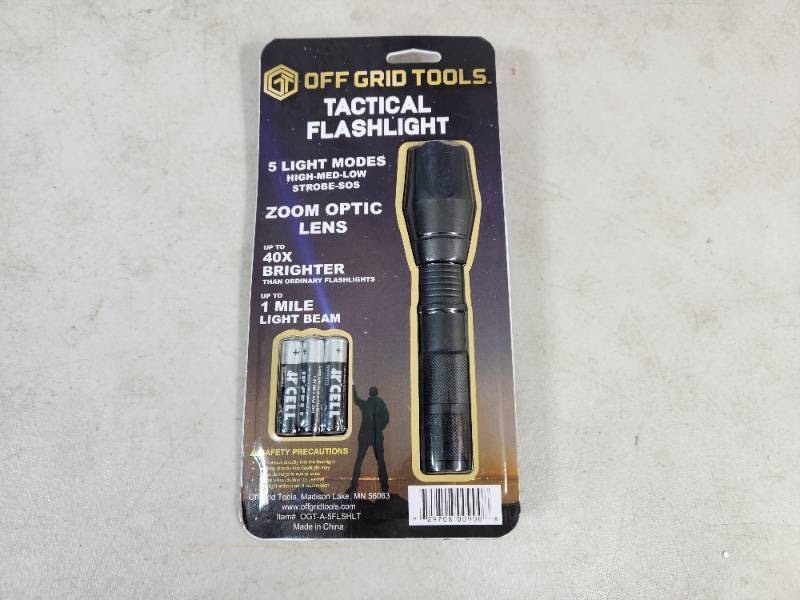 OFF GRID TOOLS
TACTICAL
FLASHLIGHT
5 LIGHT MODES
HIGH-MED-LOW
STROBE-SOS
ZOOM OPTIC
LENS
UP TO
40X
BRIGHTER
THAN ORDINARY FLASHLIGHTS
UP TO
1 MILE
LIGHT BEAM
CELL
CELL
SAFETY PRECAUTIONS
Off Grid Tools, Madison Lake, MN 56063
www.offgridtools.com
Item# OGT-A-5FLSHLT
Made in China